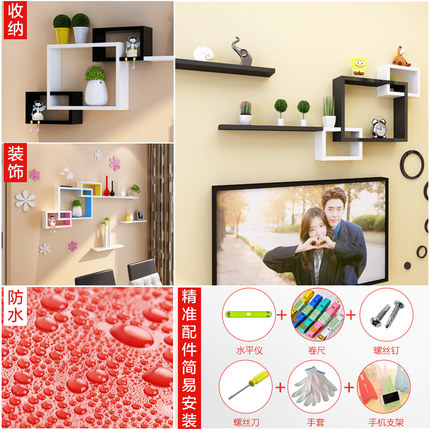 收纳
装饰
防水
精准配件简易安装
水平仪
卷尺
螺丝钉
螺丝刀
手套
手机支架